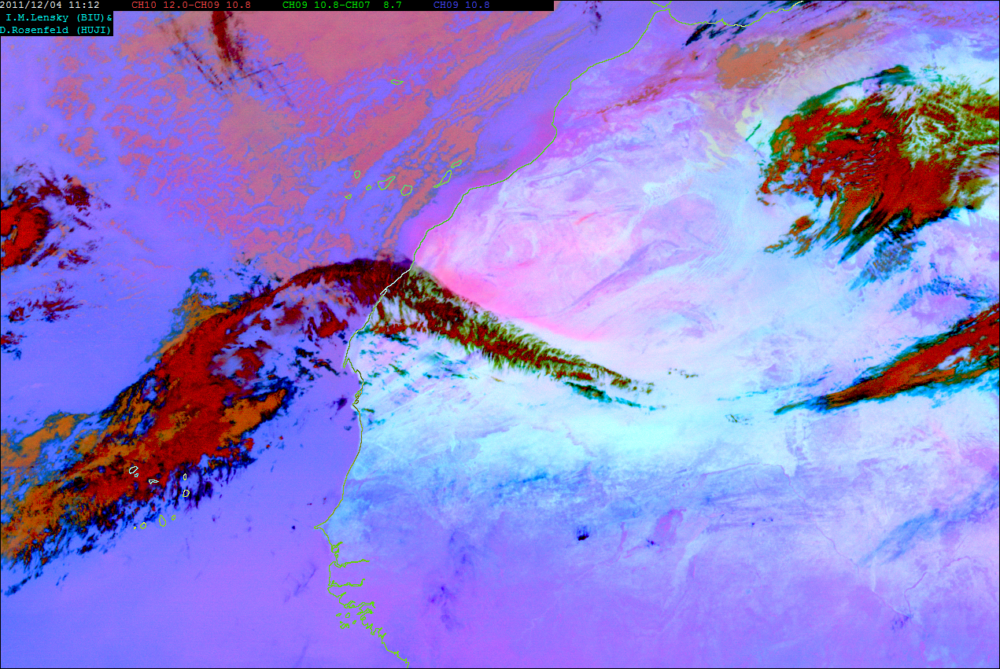 2011/12/04 11:12 CH10 12.0-CH09 10.8 CH09 10.8-CH07 8.7 CH09 10.8
I.M.Lensky (BIU)&
D.Rosenfeld (HUJI)